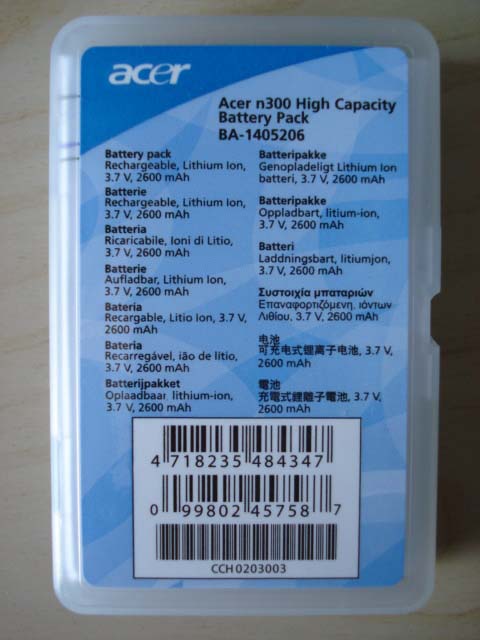 acer
Acer n300 High Capacity
Battery Pack
BA-1405206
Battery pack
Rechargeable, Lithium Ion,
3.7 V, 2600 mAh
Batterie
Rechargeable, Lithium Ion,
3.7 V, 2600 mAh
Batteria
Ricaricabile, Ioni di Litio,
3.7 V, 2600 mAh
Batterie
Aufladbar, Lithium Ion,
3.7 V, 2600 mAh
Bateria
Recargable, Litio Ion, 3.7 V,
2600 mAh
Bateria
Recarregável, ião de lítio,
3.7 V, 2600 mAh
Batterijpakket
Oplaadbaar, lithium-ion,
3.7 V, 2600 mAh
Batteripakke
Genopladeligt Lithium Ion
batteri, 3.7 V, 2600 mAh
Batteripakke
Oppladbart, litium-ion,
3.7 V, 2600 mAh
Batteri
Laddningsbart, litiumjon,
3.7 V, 2600 mAh
Συστοιχία μπαταριών
Επαναφορτιζόμενη, ιόντων
Λιθίου, 3.7 V, 2600 mAh
电池
可充电式锂离子电池, 3.7 V,
2600 mAh
電池
充電式鋰離子電池, 3.7 V,
2600 mAh
4 718235 484347
0 99802 45758 7
CCH0203003